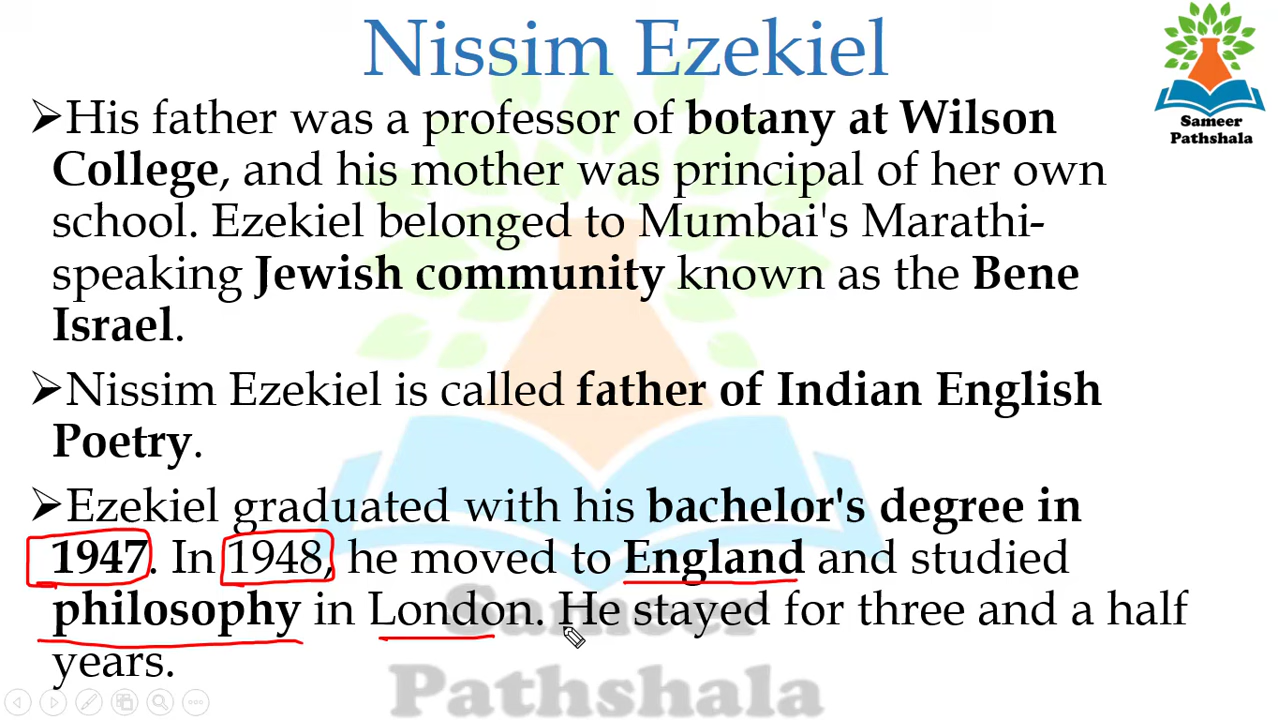 Nissim Ezekiel
Sameer
Pathshala
➢His father was a professor of botany at Wilson
College, and his mother was principal of her own
school. Ezekiel belonged to Mumbai's Marathi-
speaking Jewish community known as the Bene
Israel.
➢Nissim Ezekiel is called father of Indian English
Poetry.
➢Ezekiel graduated with his bachelor's degree in
1947. In 1948, he moved to England and studied
philosophy in London. He stayed for three and a half
years.
Sameer
Pathshala